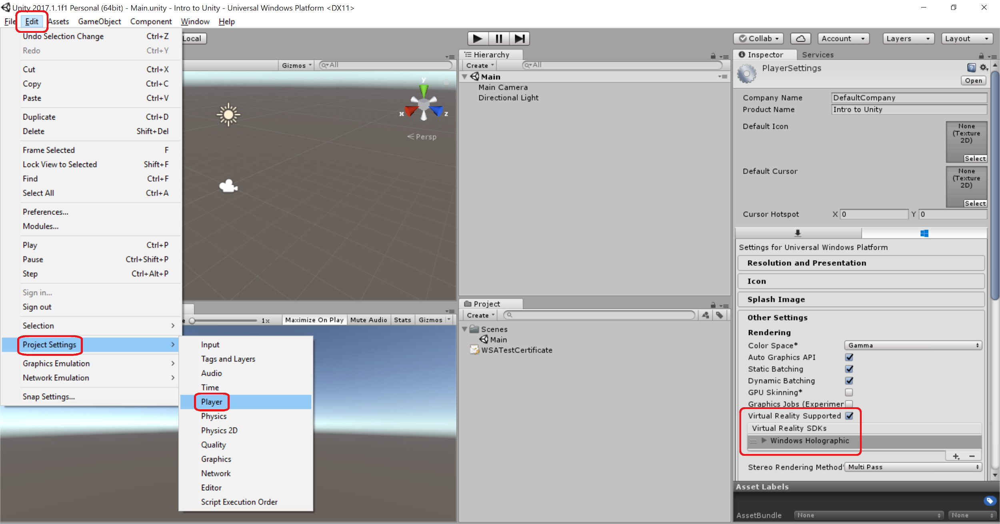 Unity 2017.1.1f1 Personal (64bit) - Main.unity - Intro to Unity - Universal Windows Platform <DX11>
File Edit Assets GameObject Component Window Help
Undo Selection Change Ctrl+Z
Redo Ctrl+Y
Cut Ctrl+X
Copy Ctrl+C
Paste Ctrl+V
Duplicate Ctrl+D
Delete Shift+Del
Frame Selected F
Lock View to Selected Shift+F
Find Ctrl+F
Select All Ctrl+A
Preferences...
Modules...
Play Ctrl+P
Pause Ctrl+Shift+P
Step Ctrl+Alt+P
Sign in...
Sign out
Selection
Project Settings
Graphics Emulation
Network Emulation
Snap Settings...
Input
Tags and Layers
Audio
Time
Player
Physics
Physics 2D
Quality
Graphics
Network
Editor
Script Execution Order
Local
Gizmos All
y
x z
Persp
e 1x Maximize On Play Mute Audio Stats Gizmos
Hierarchy
Create All
Main
Main Camera
Directional Light
Project
Create
Scenes
Main
WSATestCertificate
Collab Account Layers Layout
Inspector Services
PlayerSettings
Open
Company Name DefaultCompany
Product Name Intro to Unity
Default Icon
None
(Texture
2D)
Select
Default Cursor
None
(Texture
2D)
Select
Cursor Hotspot X 0 Y 0
Settings for Universal Windows Platform
Resolution and Presentation
Icon
Splash Image
Other Settings
Rendering
Color Space* Gamma
Auto Graphics API
Static Batching
Dynamic Batching
GPU Skinning*
Graphics Jobs (Experimen
Virtual Reality Supported
Virtual Reality SDKs
Windows Holographic
Stereo Rendering Method* Multi Pass
Asset Labels
AssetBundle None None